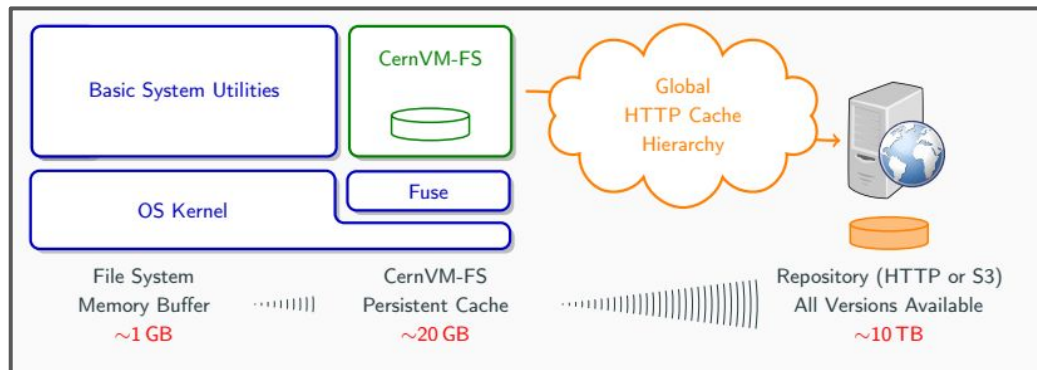 Basic System Utilities
CernVM-FS
Global
HTTP Cache
Hierarchy
OS Kernel
Fuse
File System
Memory Buffer
∼1 GB
CernVM-FS
Persistent Cache
∼20 GB
Repository (HTTP or S3)
All Versions Available
∼10 TB